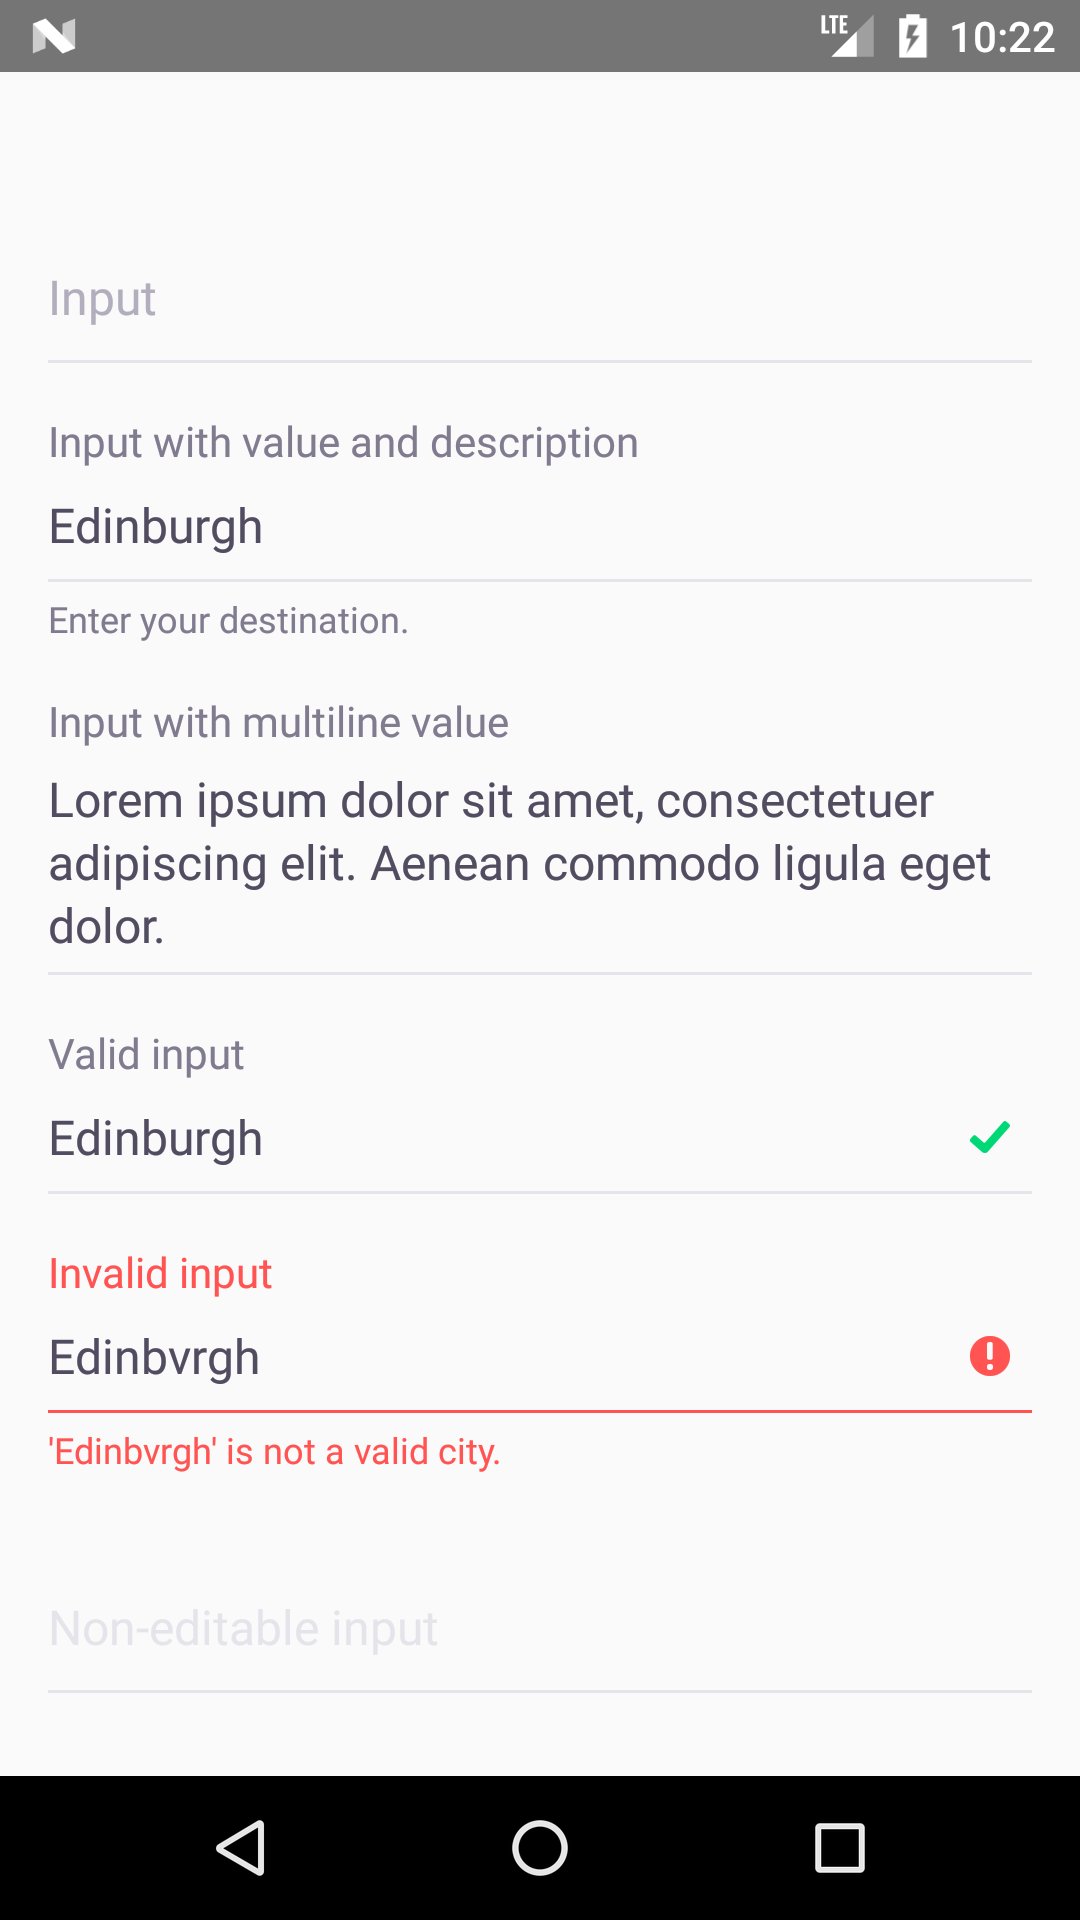 LTE 10:22
Input
Input with value and description
Edinburgh
Enter your destination.
Input with multiline value
Lorem ipsum dolor sit amet, consectetuer
adipiscing elit. Aenean commodo ligula eget
dolor.
Valid input
Edinburgh
Invalid input
Edinbvrgh
'Edinbvrgh' is not a valid city.
Non-editable input